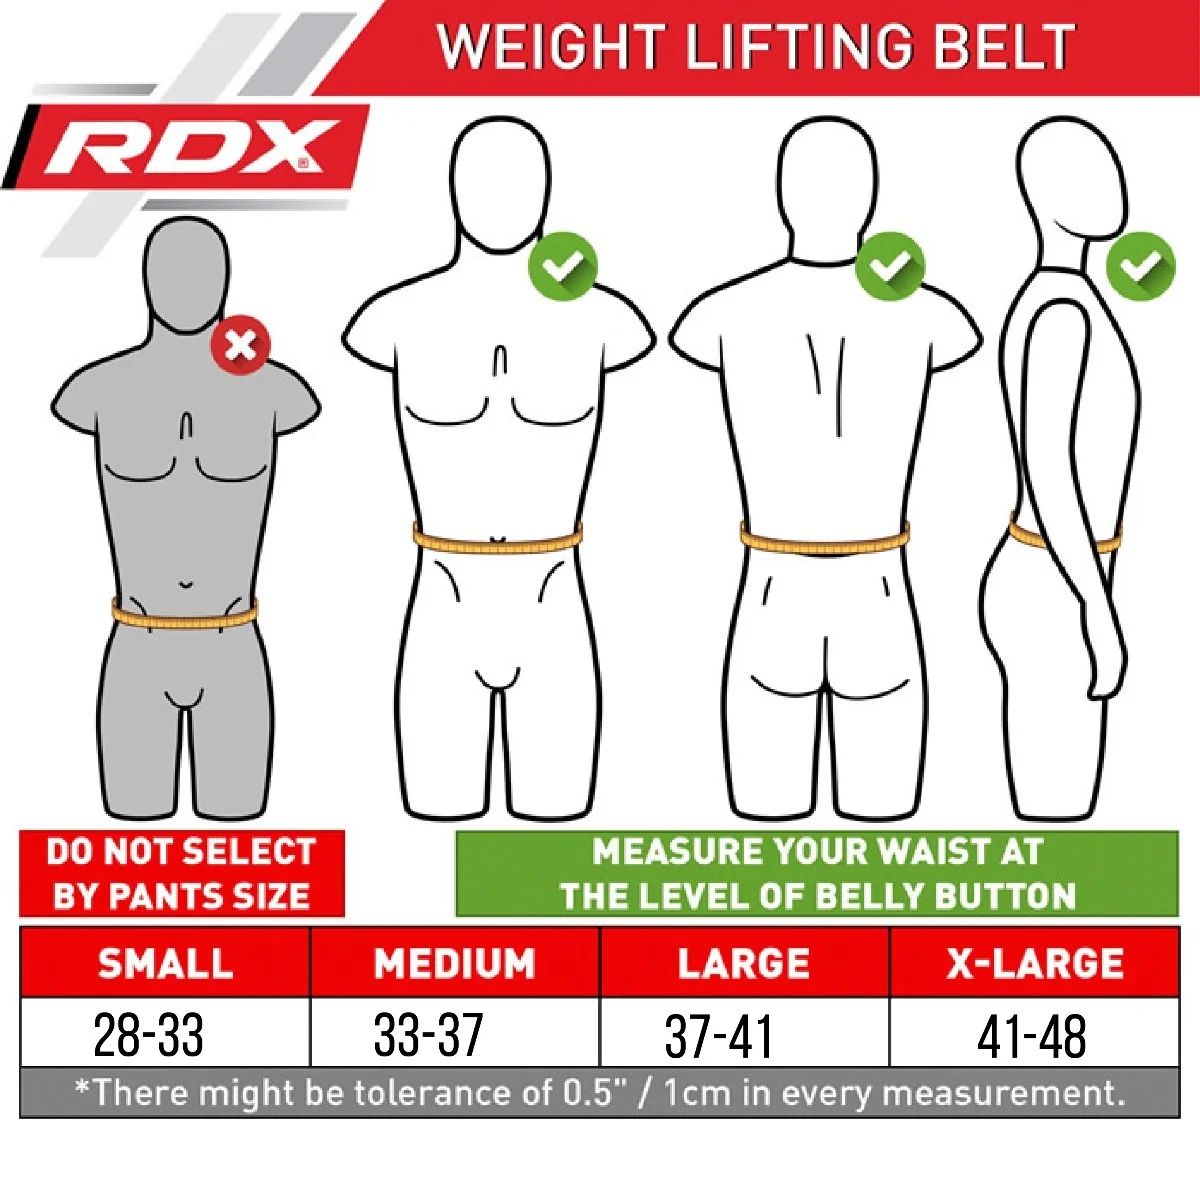 WEIGHT LIFTING BELT
RDX®
DO NOT SELECT
BY PANTS SIZE
MEASURE YOUR WAIST AT
THE LEVEL OF BELLY BUTTON
SMALL MEDIUM LARGE X-LARGE
28-33 33-37 37-41 41-48
*There might be tolerance of 0.5" / 1cm in every measurement.